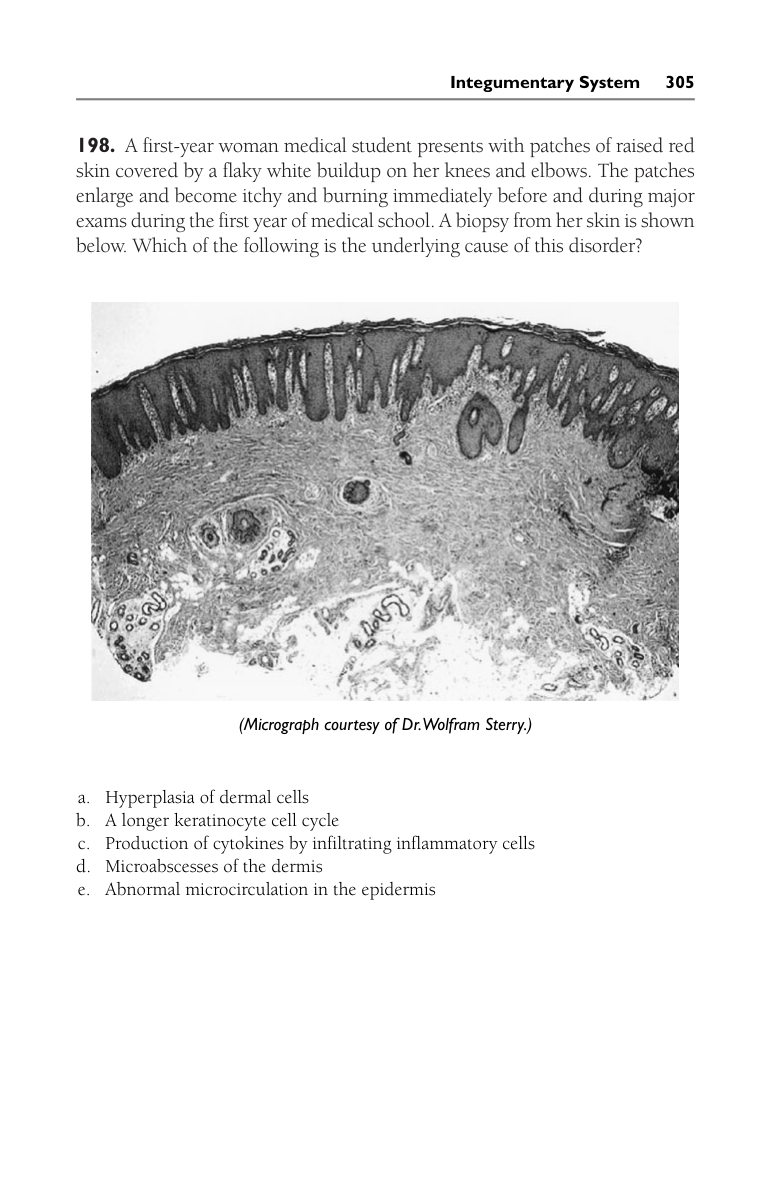 Integumentary System 305
198. A first-year woman medical student presents with patches of raised red
skin covered by a flaky white buildup on her knees and elbows. The patches
enlarge and become itchy and burning immediately before and during major
exams during the first year of medical school. A biopsy from her skin is shown
below. Which of the following is the underlying cause of this disorder?
(Micrograph courtesy of Dr. Wolfram Sterry.)
a. Hyperplasia of dermal cells
b. A longer keratinocyte cell cycle
c. Production of cytokines by infiltrating inflammatory cells
d. Microabscesses of the dermis
e. Abnormal microcirculation in the epidermis